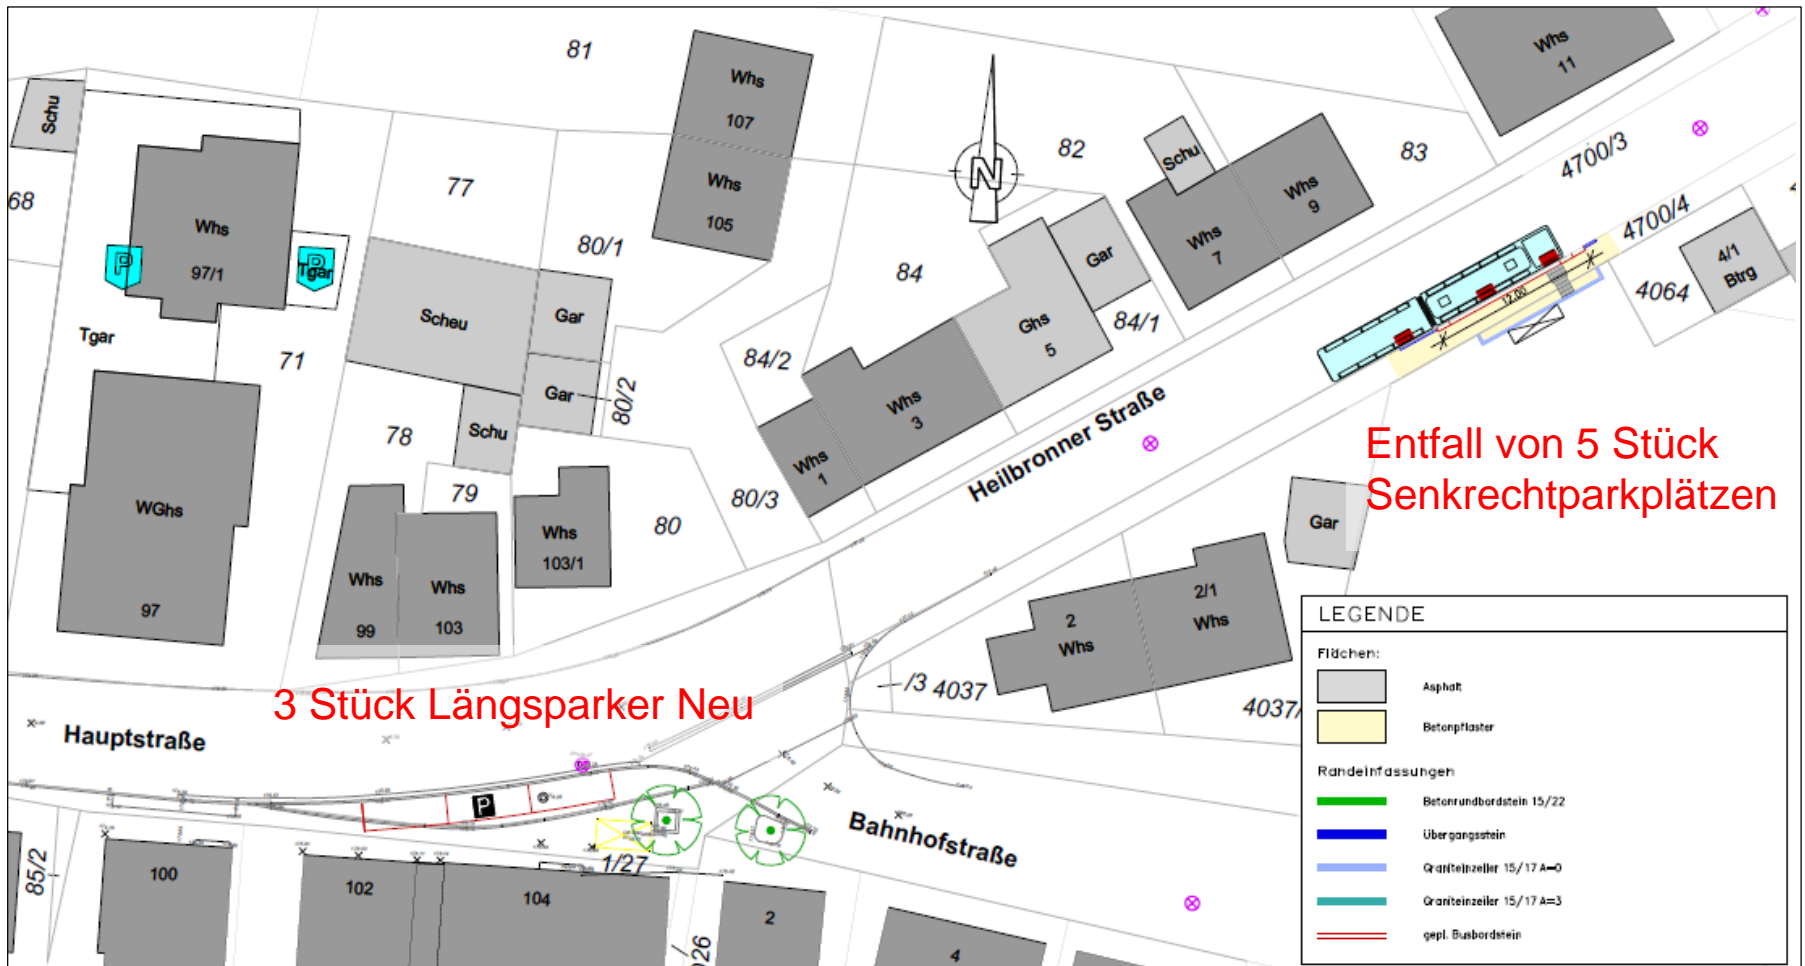 81
Whs
11
Schu
Whs
107
82
83
4700/3
Schu
68
77
Whs
105
Whs
9
N
4700/4
Whs
97/1
P
P
Tgar
80/1
84
Gar
Whs
7
4/1
Btrg
4064
12.00
Scheu
Gar
Ghs
5
84/1
Tgar
71
84/2
Gar
80/2
Whs
3
78
Schu
Heilbronner Straße
Entfall von 5 Stück
Senkrechtparkplätzen
Whs
1
79
80/3
WGhs
80
Gar
Whs
103/1
Whs
99
Whs
103
97
2
Whs
2/1
Whs
/3
4037
4037/
3 Stück Längsparker Neu
Hauptstraße
P
Bahnhofstraße
1/27
85/2
100
102
104
2
4
026
LEGENDE
Flächen:
Asphalt
Betonpflaster
Randeinfassungen
Betonrundbordstein 15/22
Übergangsstein
Graniteinzeiler 15/17 A=0
Graniteinzeiler 15/17 A=3
gepl. Busbordstein